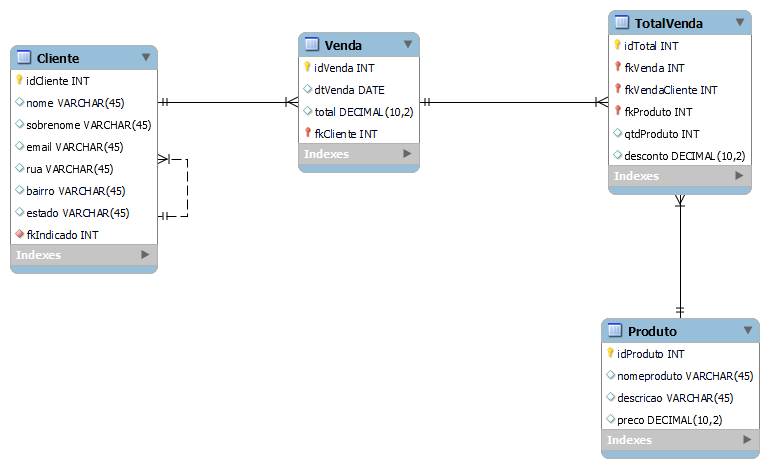 Cliente
idCliente INT
nome VARCHAR(45)
sobrenome VARCHAR(45)
email VARCHAR(45)
rua VARCHAR(45)
bairro VARCHAR(45)
estado VARCHAR(45)
fkIndicado INT
Indexes
Venda
idVenda INT
dtVenda DATE
total DECIMAL(10,2)
fkCliente INT
Indexes
TotalVenda
idTotal INT
fkVenda INT
fkVendaCliente INT
fkProduto INT
qtdProduto INT
desconto DECIMAL(10,2)
Indexes
Produto
idProduto INT
nomeproduto VARCHAR(45)
descricao VARCHAR(45)
preco DECIMAL(10,2)
Indexes